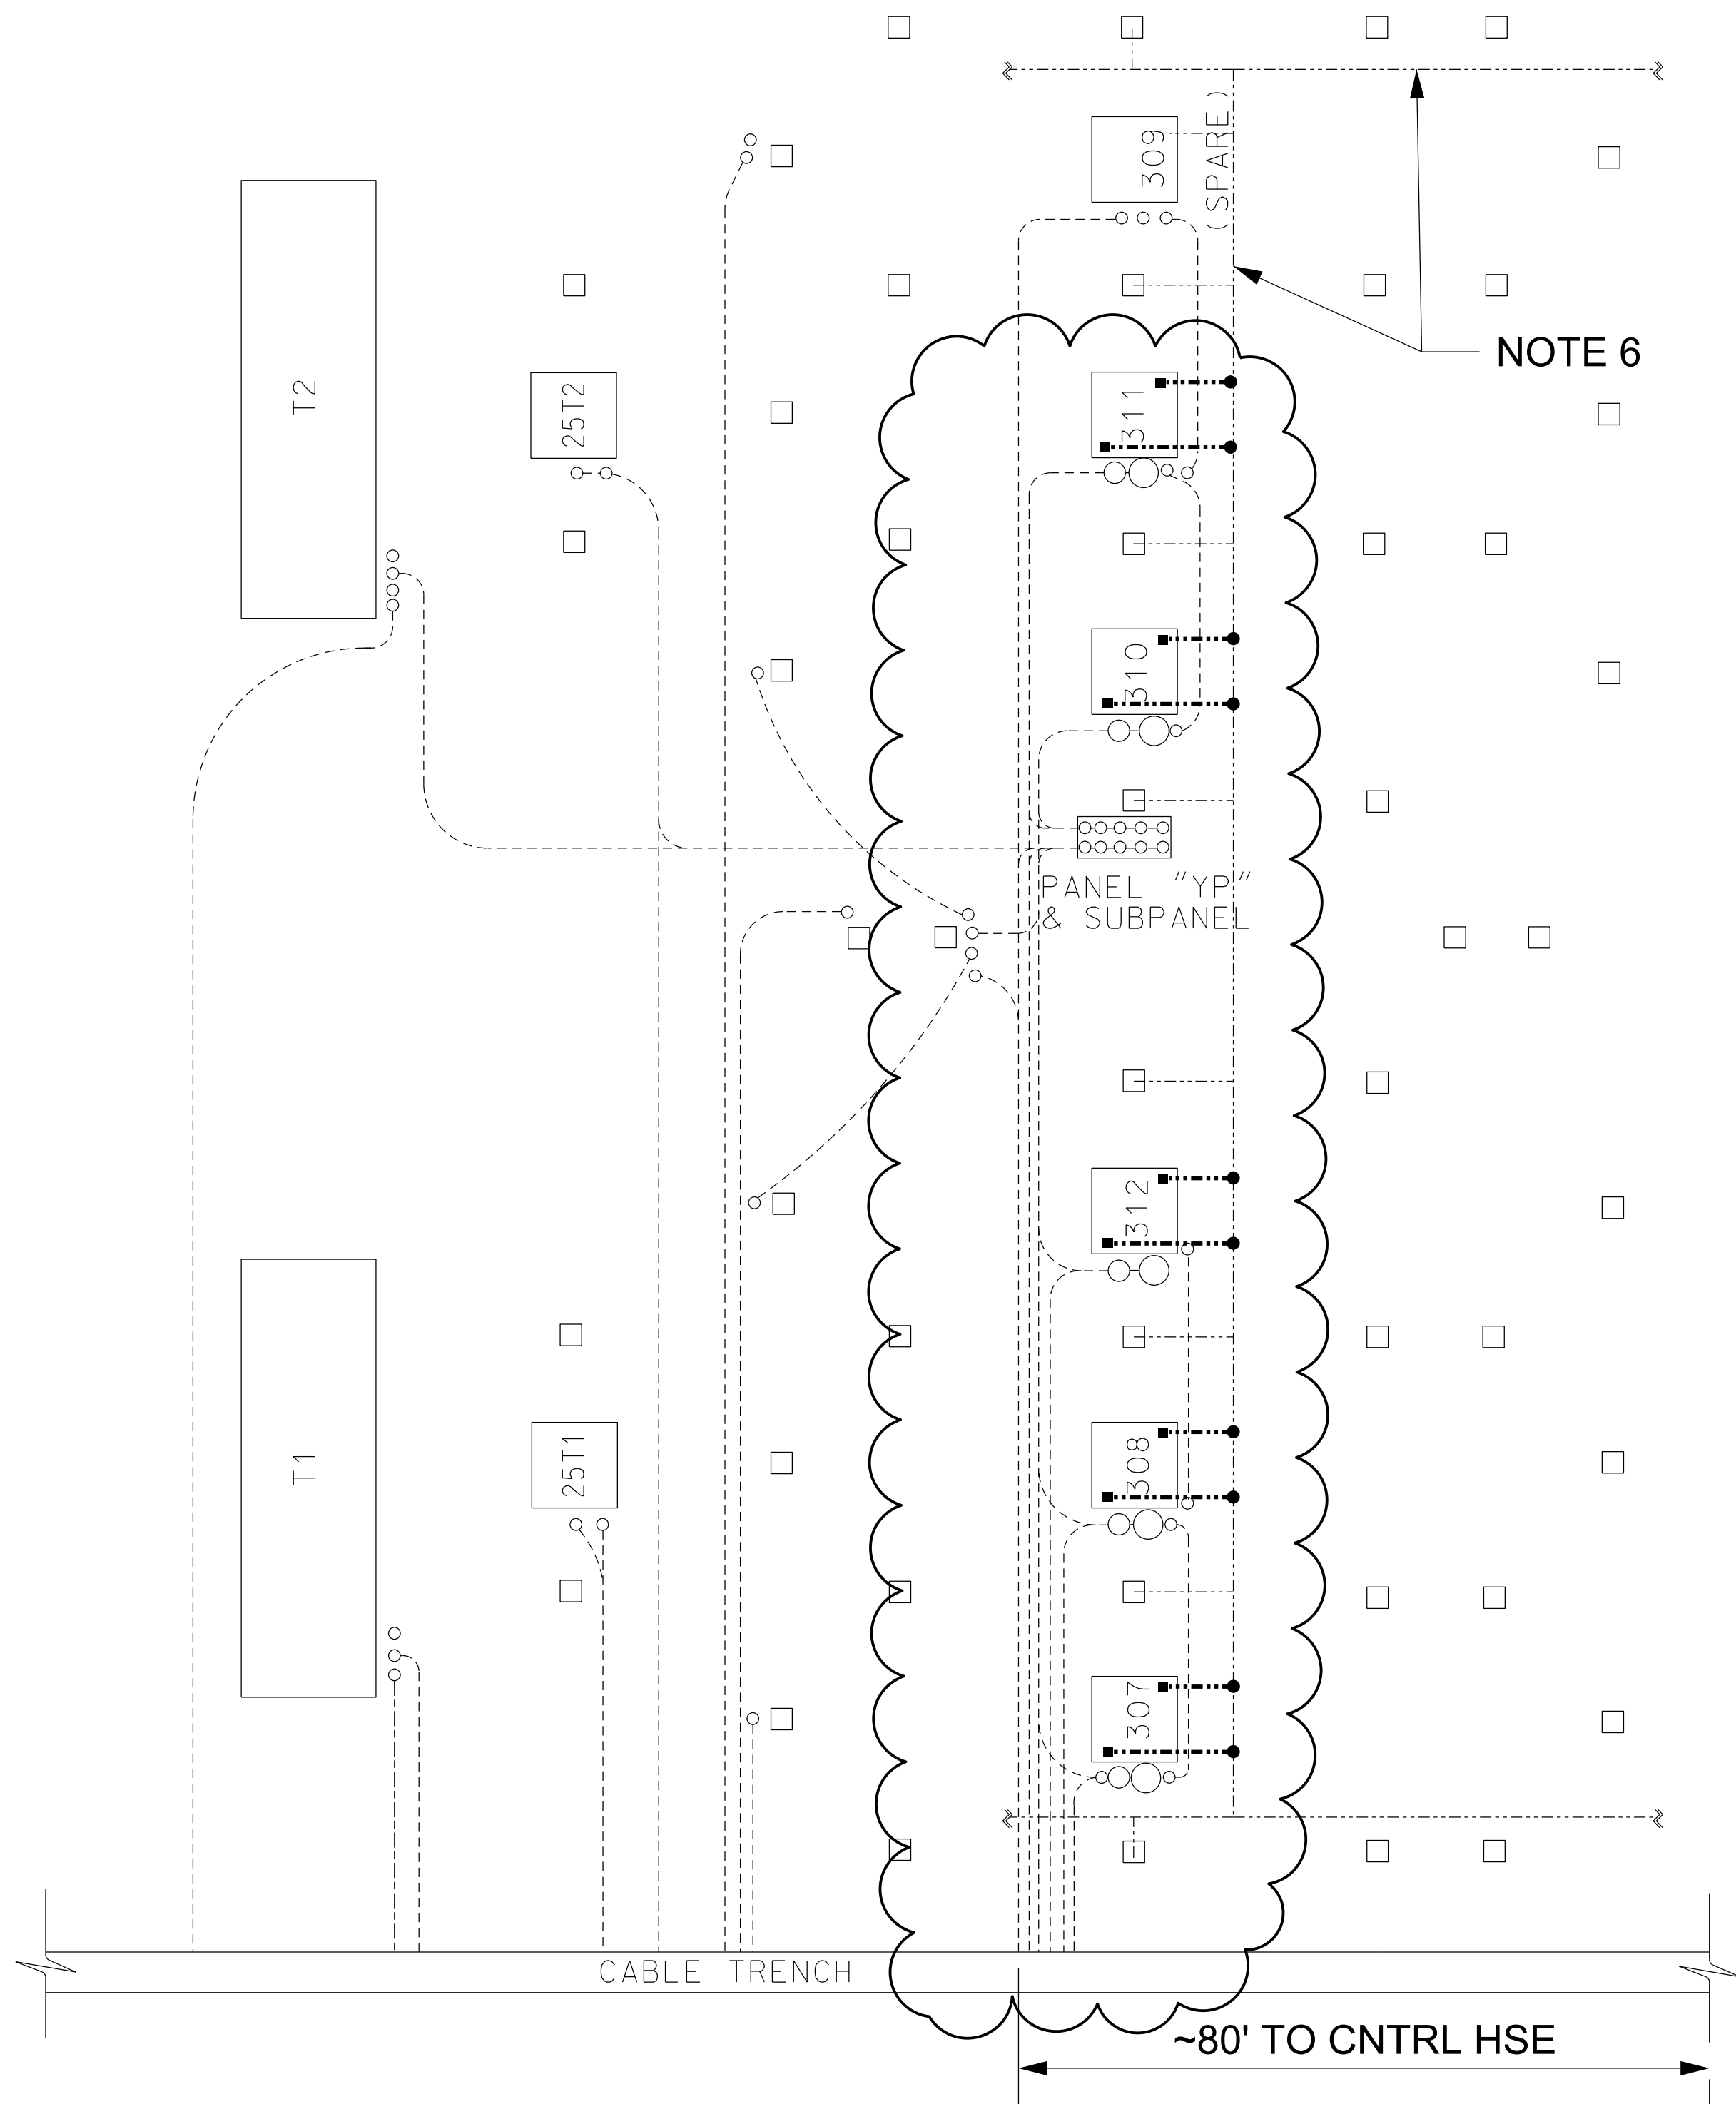 309
(SPARE)
NOTE 6
T2
25T2
311
310
PANEL "YP"
& SUBPANEL
312
T1
25T1
308
307
CABLE TRENCH
~80' TO CNTRL HSE